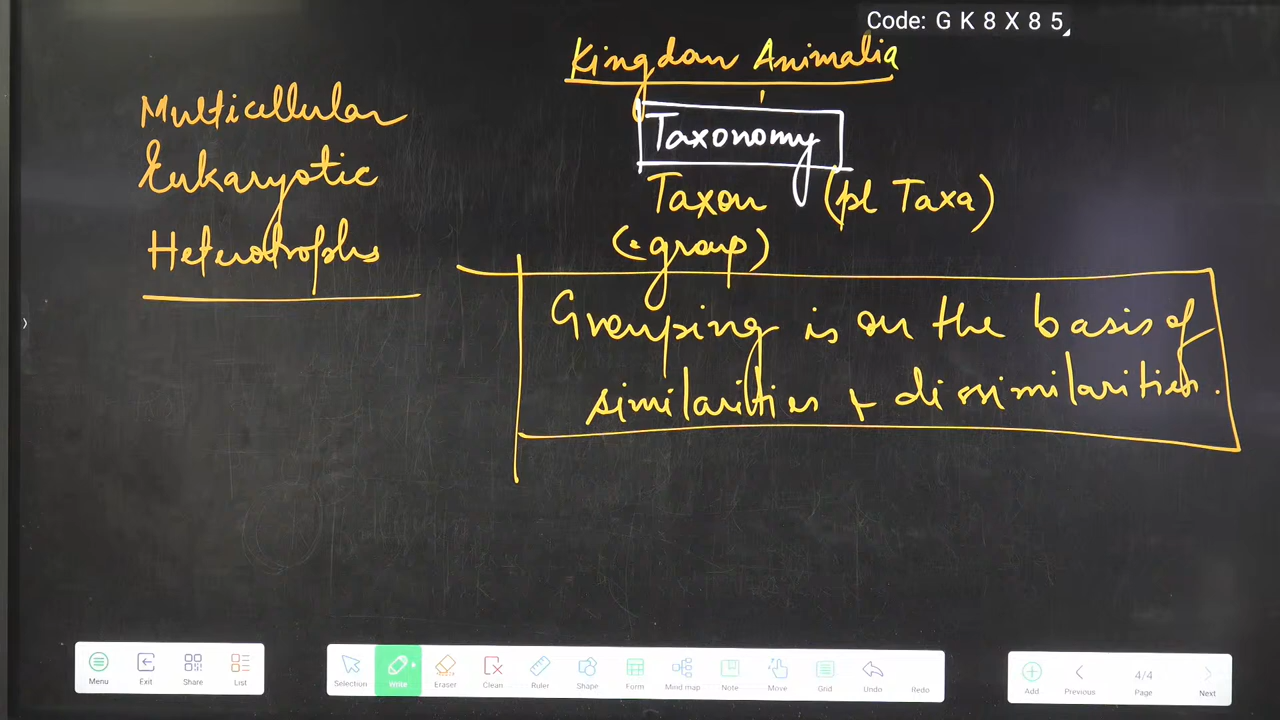 Code: G K 8 X 8 5
Kingdom Animalia
Multicellular
Eukaryotic
Heterotrophs
Taxonomy
Taxon (pl Taxa)
(:group)
Grouping is on the basis of
similarities + dissimilarities.
Menu Exit Share List
Selection Write Eraser Clean Ruler Shape Form Mind map Note Move Grid Undo Redo
Add Previous 4/4 Page Next